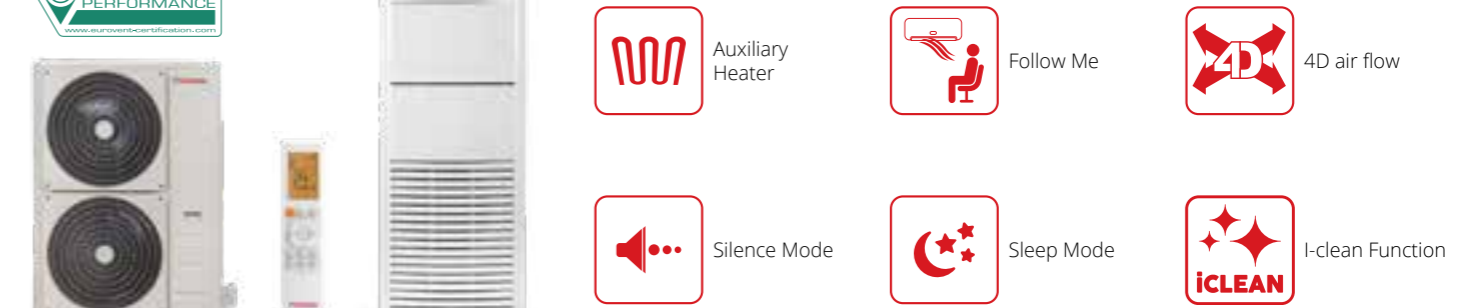 PERFORMANCE
www.eurovent-certification.com
Auxiliary
Heater
Follow Me
4D
4D air flow
Silence Mode
Sleep Mode
iCLEAN
I-clean Function